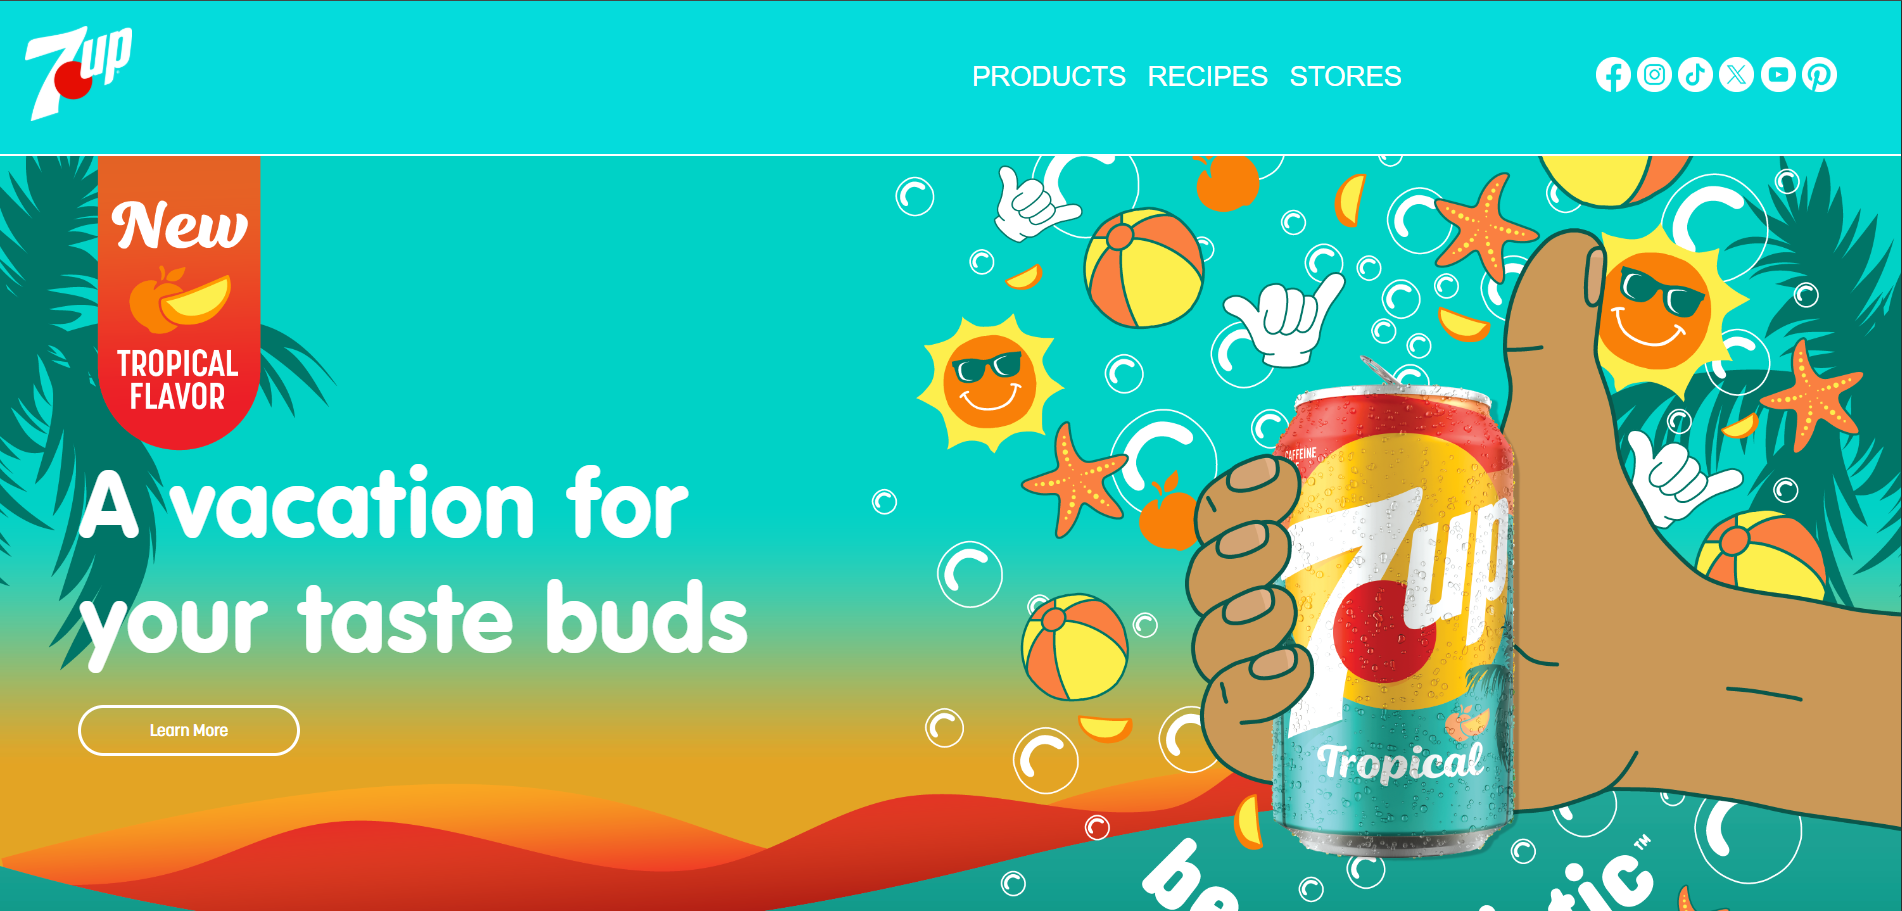 7up
PRODUCTS RECIPES STORES
New
TROPICAL
FLAVOR
A vacation for
your taste buds
Learn More
CAFFEINE
7up
Tropical
be
tic™